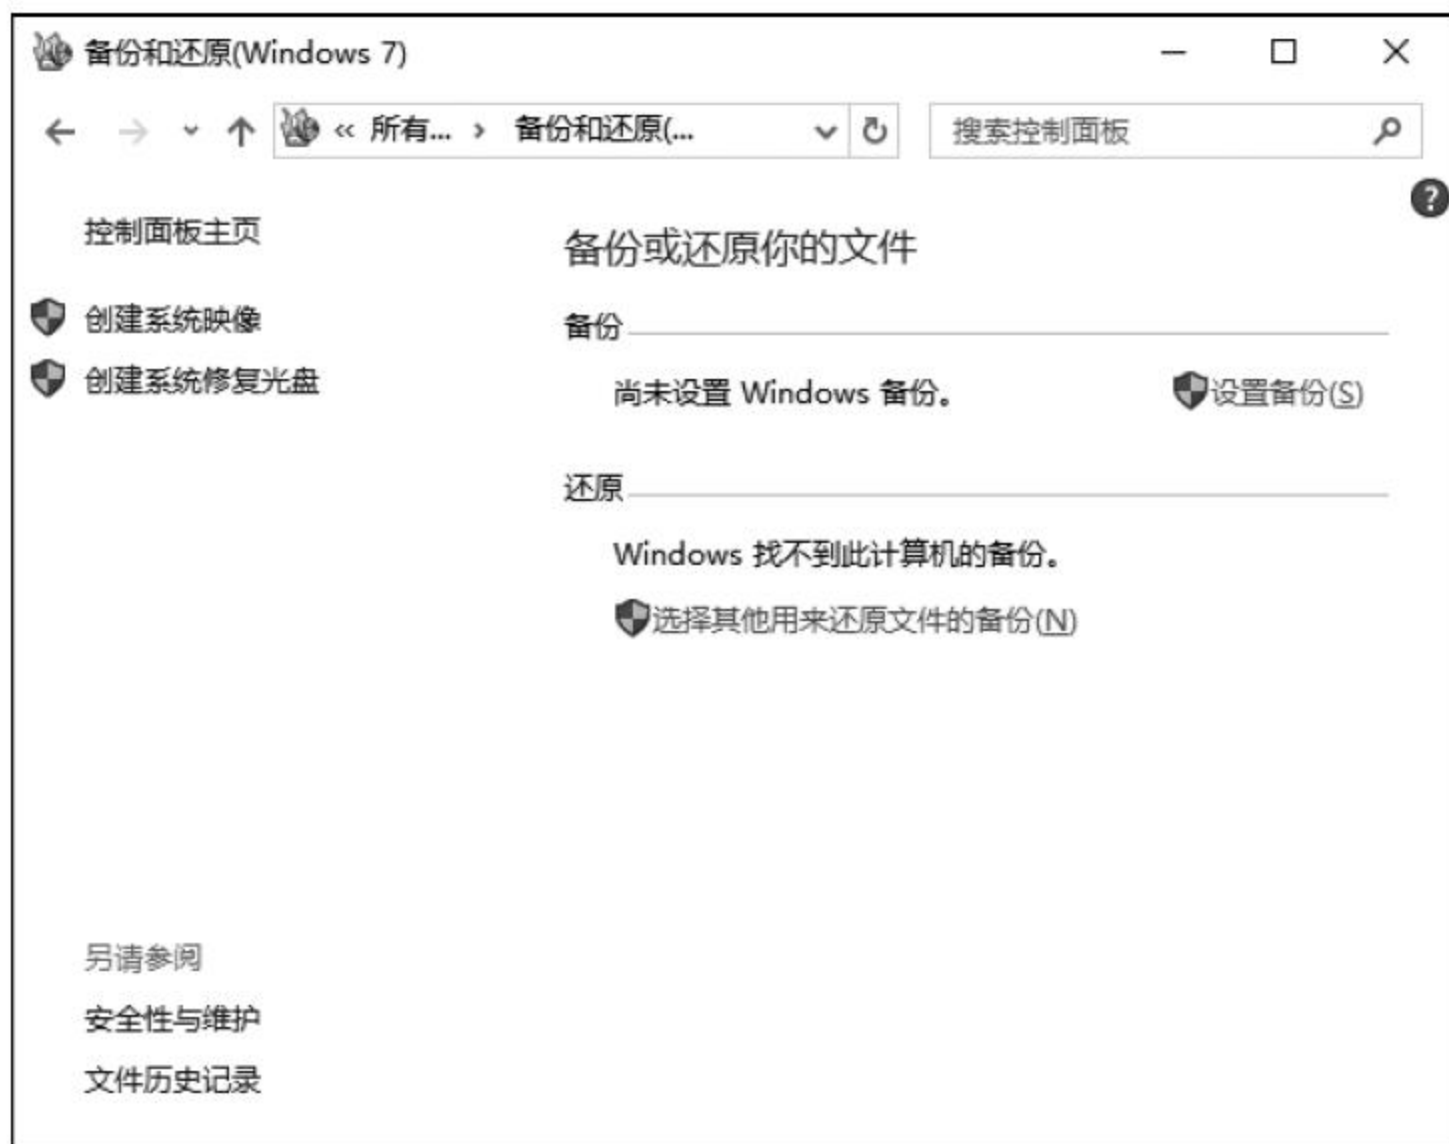 备份和还原(Windows 7)
« 所有... › 备份和还原(...
搜索控制面板
?
控制面板主页
创建系统映像
创建系统修复光盘
备份或还原你的文件
备份
尚未设置 Windows 备份。
设置备份(S)
还原
Windows 找不到此计算机的备份。
选择其他用来还原文件的备份(N)
另请参阅
安全性与维护
文件历史记录